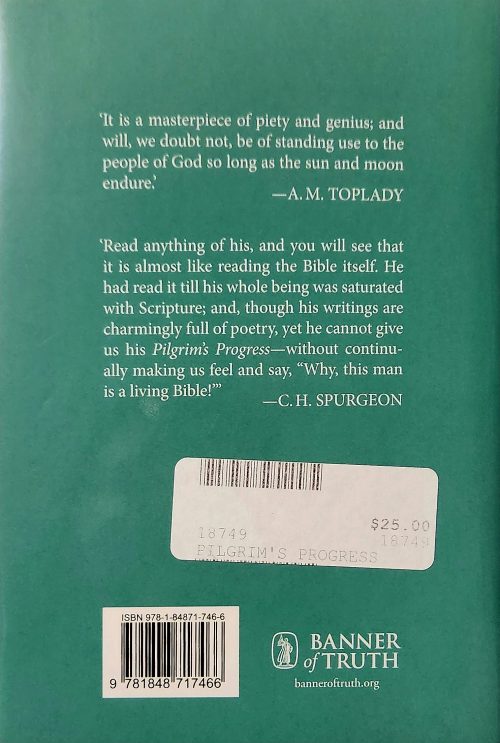 ‘It is a masterpiece of piety and genius; and
will, we doubt not, be of standing use to the
people of God so long as the sun and moon
endure.’
—A. M. TOPLADY
‘Read anything of his, and you will see that
it is almost like reading the Bible itself. He
had read it till his whole being was saturated
with Scripture; and, though his writings are
charmingly full of poetry, yet he cannot give
us his Pilgrim’s Progress—without continu-
ally making us feel and say, “Why, this man
is a living Bible!”’
—C. H. SPURGEON
$25.00
18749 18749
PILGRIM'S PROGRESS
ISBN 978-1-84871-746-6
9 781848 717466
BANNER
of TRUTH
banneroftruth.org